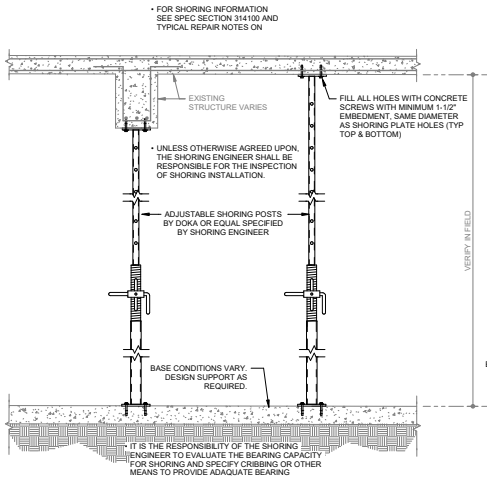 • FOR SHORING INFORMATION
SEE SPEC SECTION 314100 AND
TYPICAL REPAIR NOTES ON
EXISTING
STRUCTURE VARIES
FILL ALL HOLES WITH CONCRETE
SCREWS WITH MINIMUM 1-1/2"
EMBEDMENT, SAME DIAMETER
AS SHORING PLATE HOLES (TYP
TOP & BOTTOM)
• UNLESS OTHERWISE AGREED UPON,
THE SHORING ENGINEER SHALL BE
RESPONSIBLE FOR THE INSPECTION
OF SHORING INSTALLATION.
ADJUSTABLE SHORING POSTS
BY DOKA OR EQUAL SPECIFIED
BY SHORING ENGINEER
VERIFY IN FIELD
BASE CONDITIONS VARY.
DESIGN SUPPORT AS
REQUIRED.
• IT IS THE RESPONSIBILITY OF THE SHORING
ENGINEER TO EVALUATE THE BEARING CAPACITY
FOR SHORING AND SPECIFY CRIBBING OR OTHER
MEANS TO PROVIDE ADAQUATE BEARING